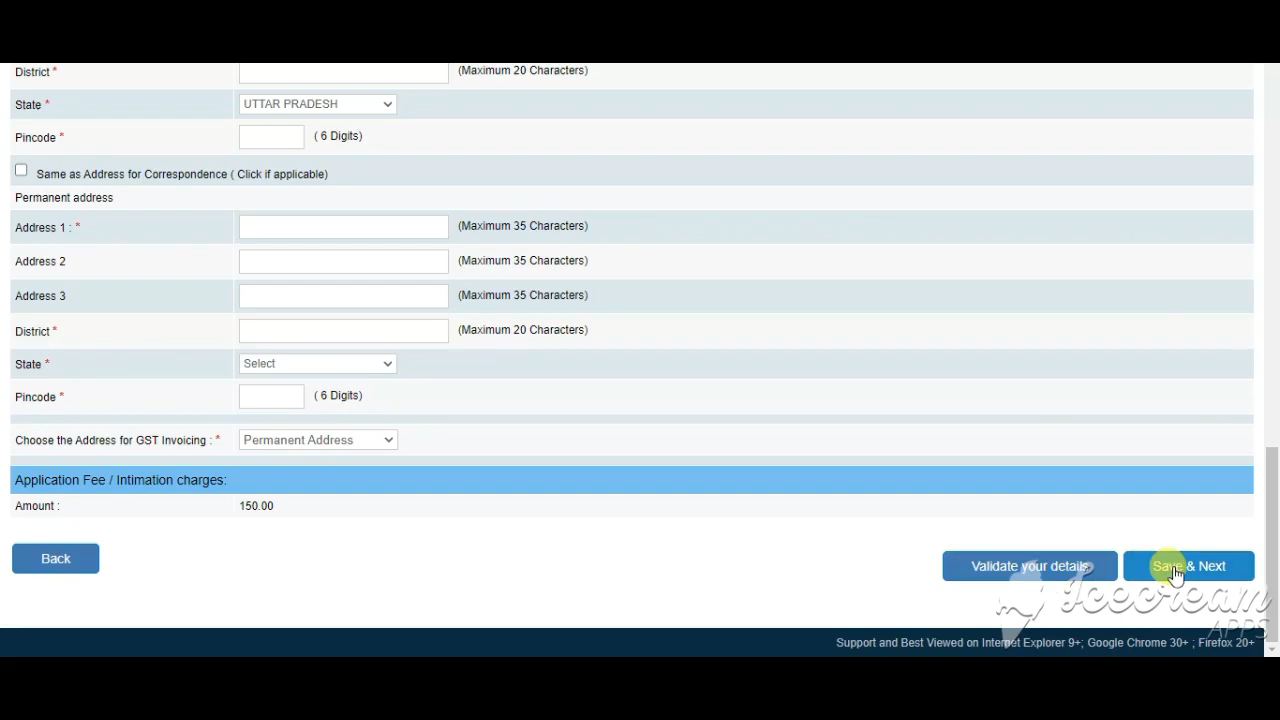 District * (Maximum 20 Characters)
State * UTTAR PRADESH
Pincode * ( 6 Digits)
Same as Address for Correspondence ( Click if applicable)
Permanent address
Address 1 : * (Maximum 35 Characters)
Address 2 (Maximum 35 Characters)
Address 3 (Maximum 35 Characters)
District * (Maximum 20 Characters)
State * Select
Pincode * ( 6 Digits)
Choose the Address for GST Invoicing : * Permanent Address
Application Fee / Intimation charges:
Amount : 150.00
Back Validate your details Save & Next
Icecream
APPS
Support and Best Viewed on Internet Explorer 9+; Google Chrome 30+ ; Firefox 20+